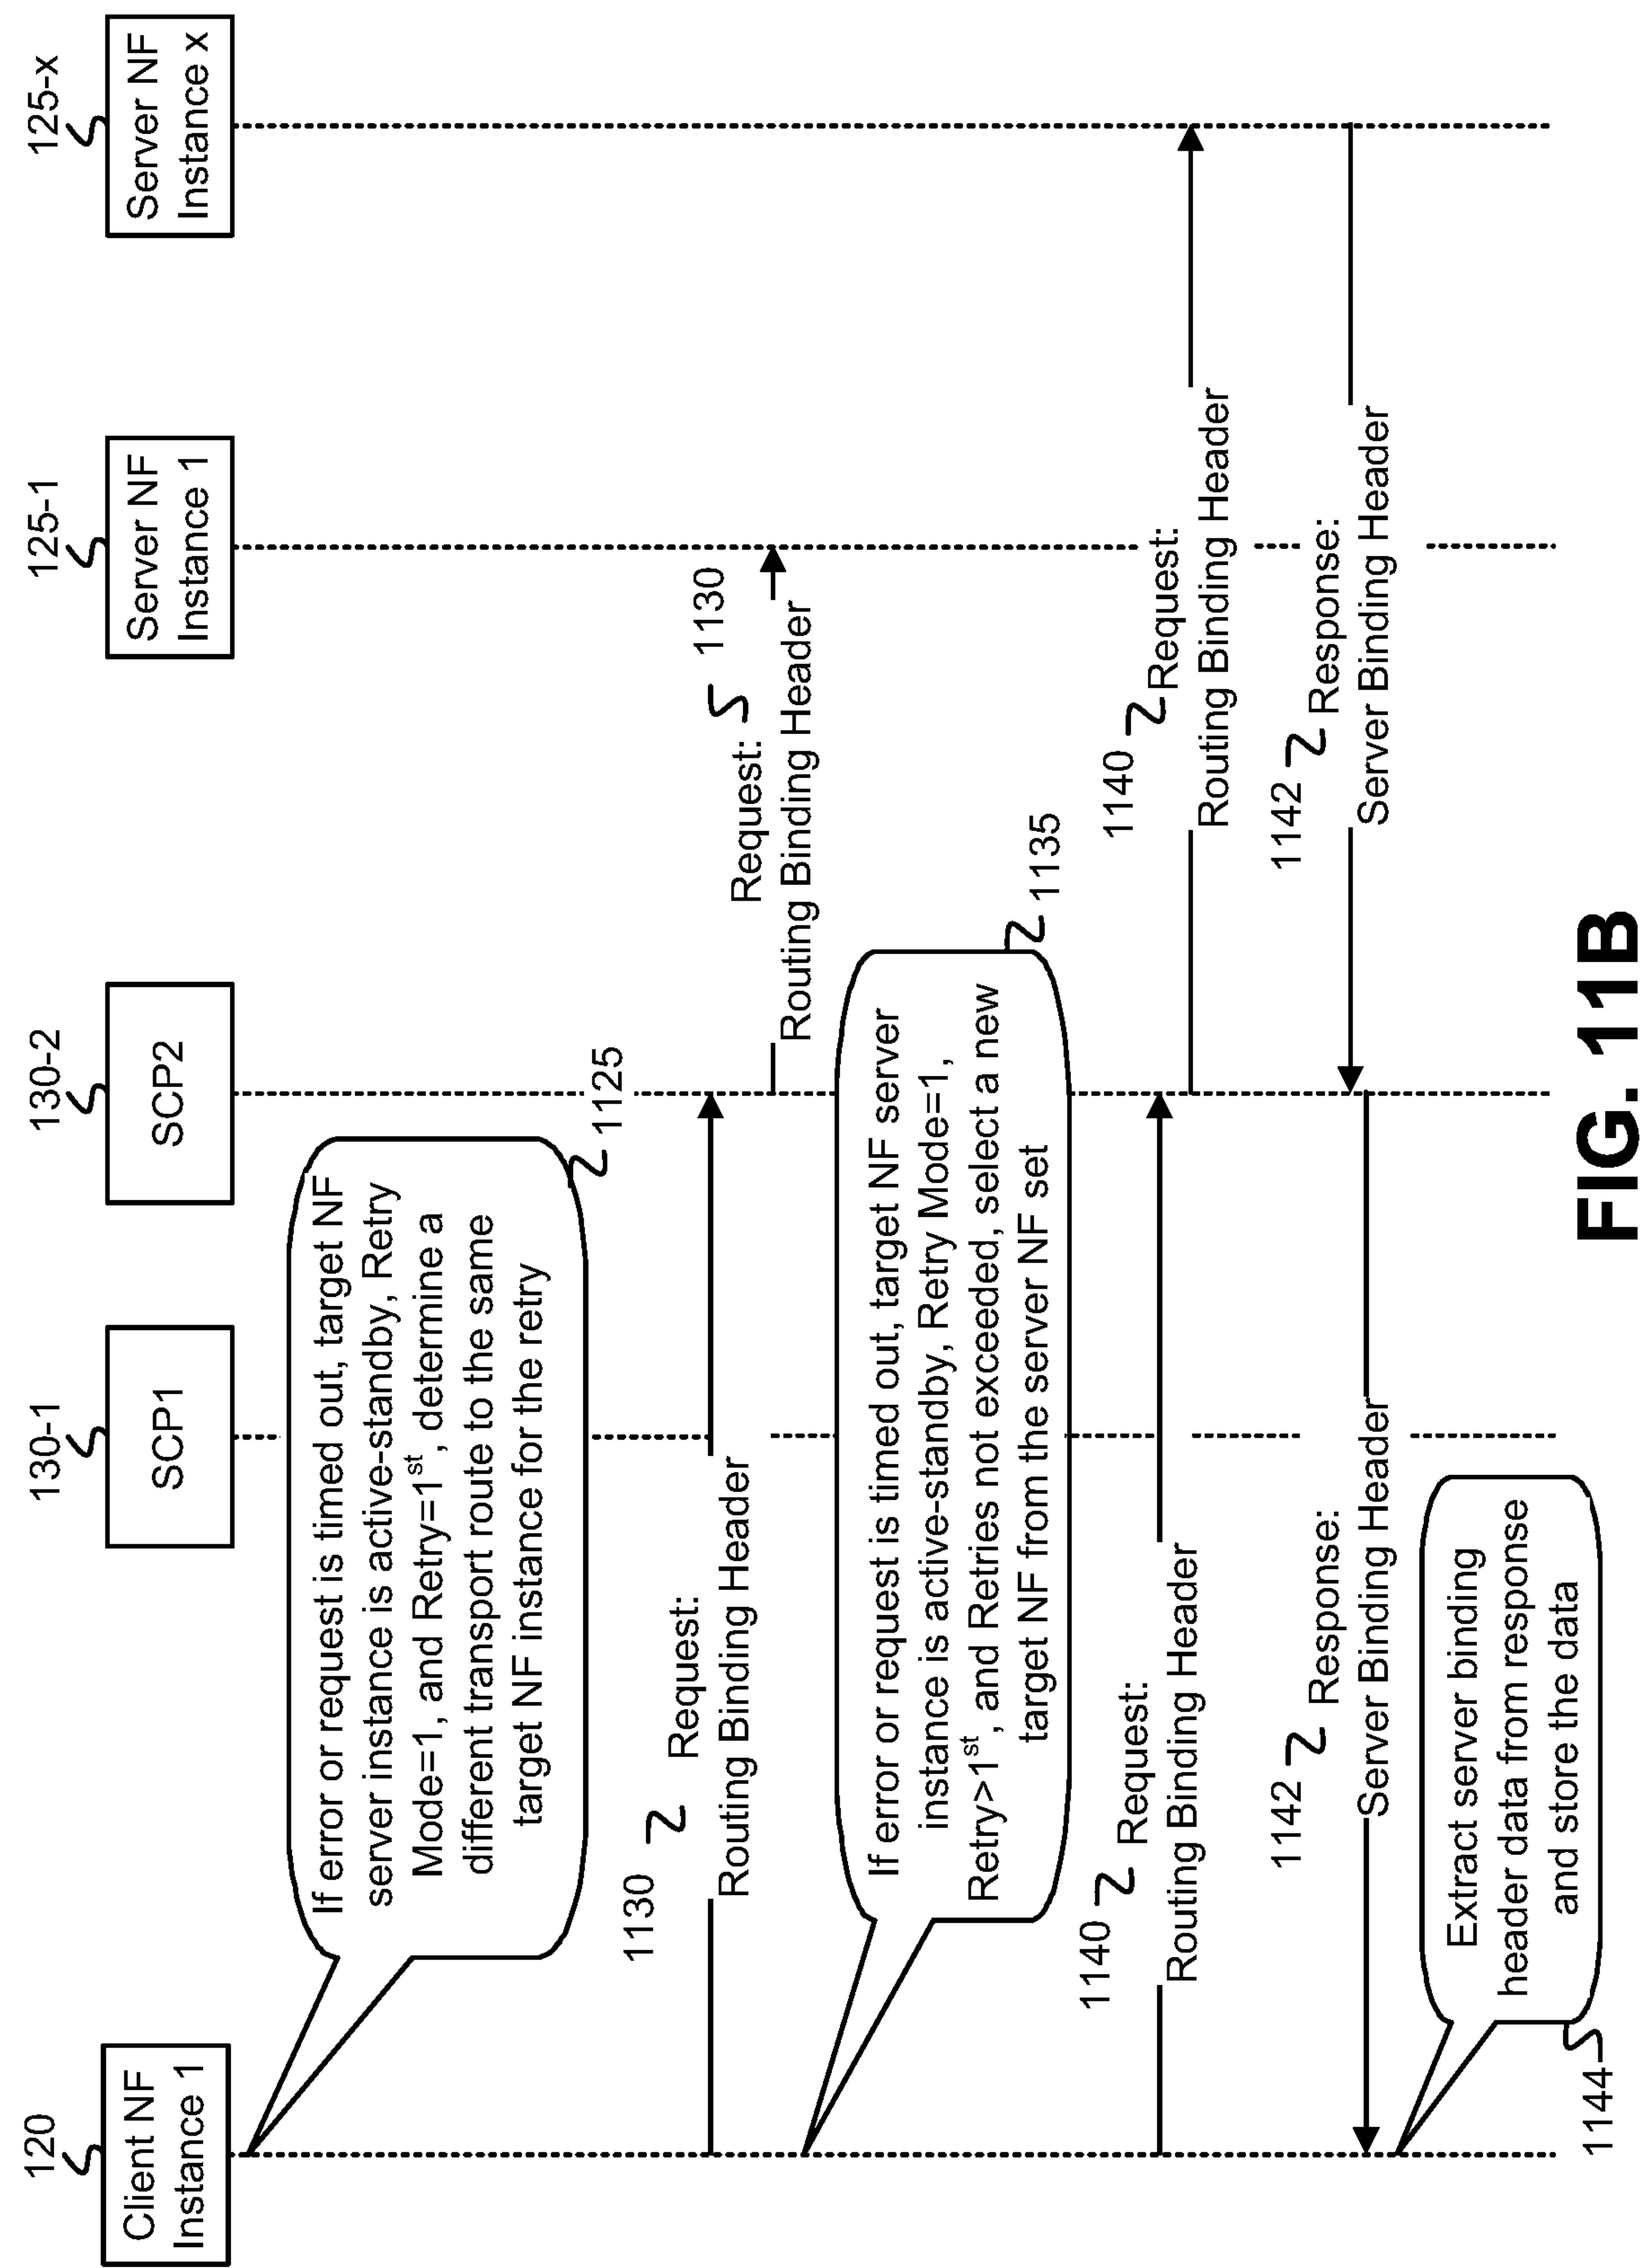 120
Client NF
Instance 1
130-1
SCP1
130-2
SCP2
125-1
Server NF
Instance 1
125-x
Server NF
Instance x
If error or request is timed out, target NF
server instance is active-standby, Retry
Mode=1, and Retry=1st, determine a
different transport route to the same
target NF instance for the retry
1125
1130
Request:
Routing Binding Header
Request:
1130
Routing Binding Header
If error or request is timed out, target NF server
instance is active-standby, Retry Mode=1,
Retry>1st, and Retries not exceeded, select a new
target NF from the server NF set
1135
1140
Request:
Routing Binding Header
1140
Request:
Routing Binding Header
1142
Response:
Server Binding Header
1142
Response:
Server Binding Header
Extract server binding
header data from response
and store the data
1144
FIG. 11B